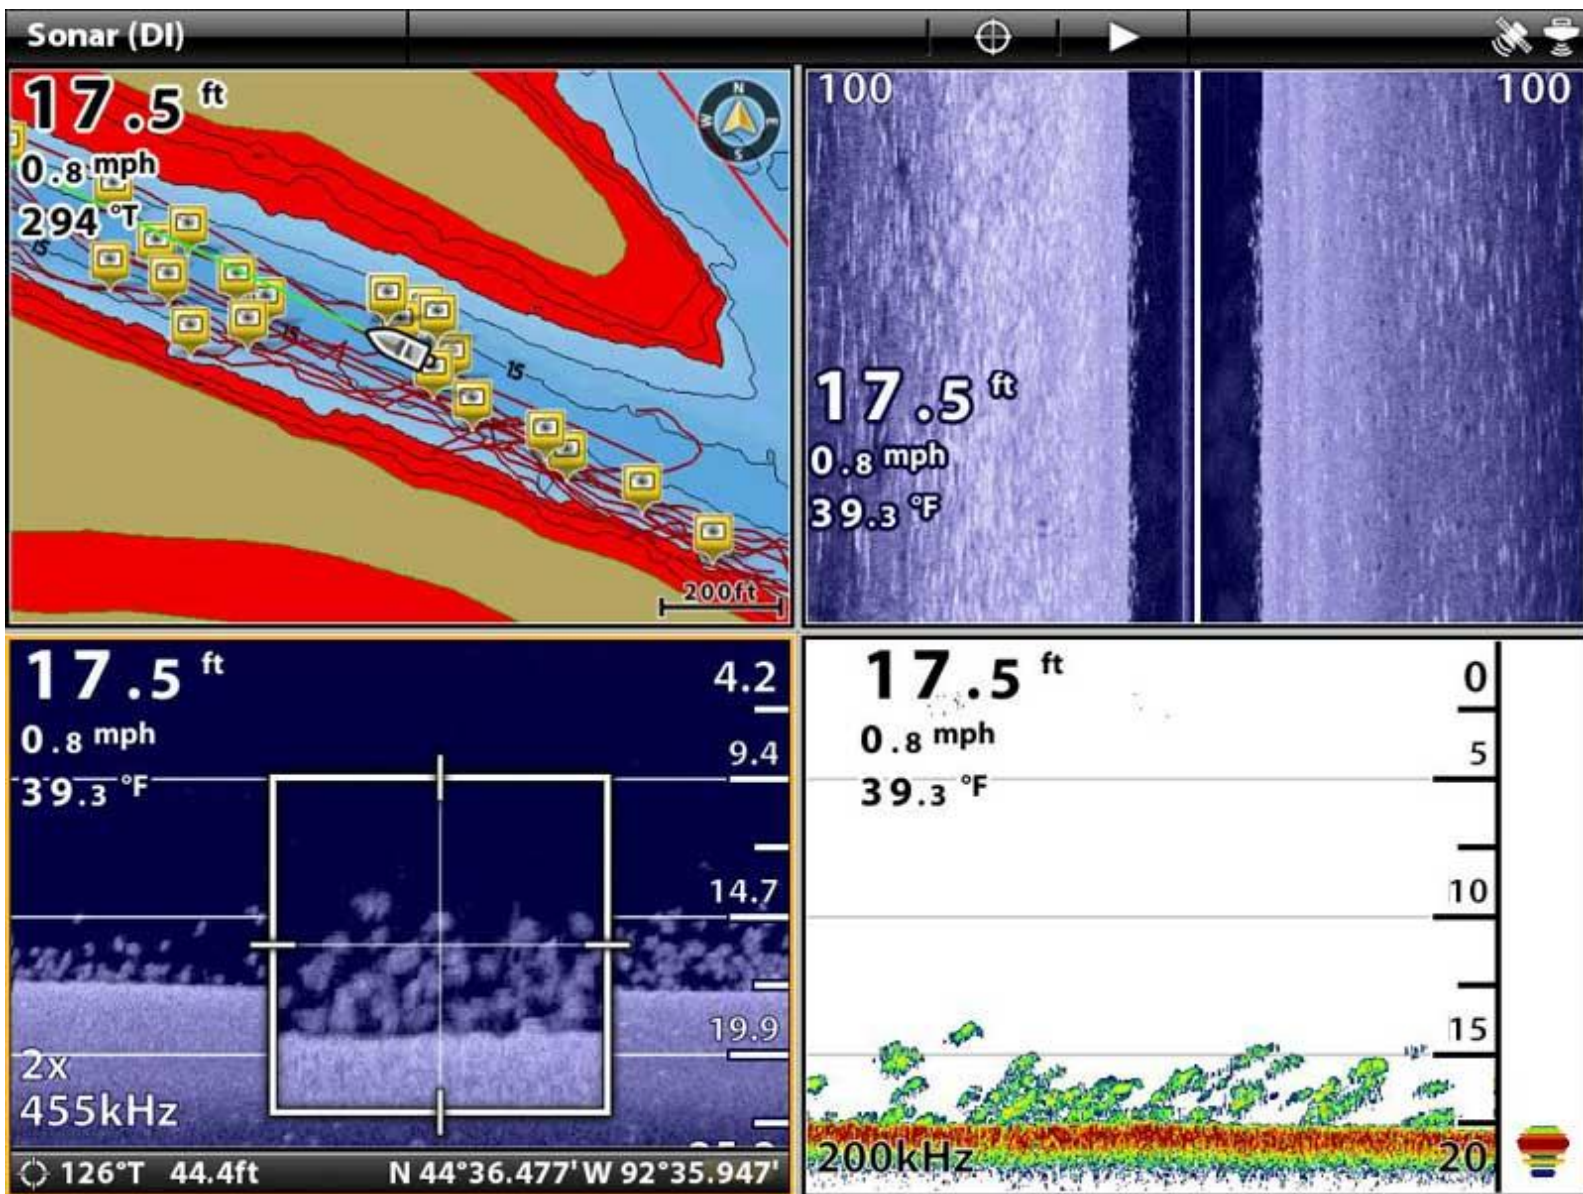 Sonar (DI)
17.5 ft
0.8 mph
294 °T
N
E
S
W
15
15
15
200ft
100
100
17.5 ft
0.8 mph
39.3 °F
17.5 ft
0.8 mph
39.3 °F
4.2
9.4
14.7
19.9
2x
455kHz
126°T 44.4ft N 44°36.477' W 92°35.947'
17.5 ft
0.8 mph
39.3 °F
0
5
10
15
20
200kHz